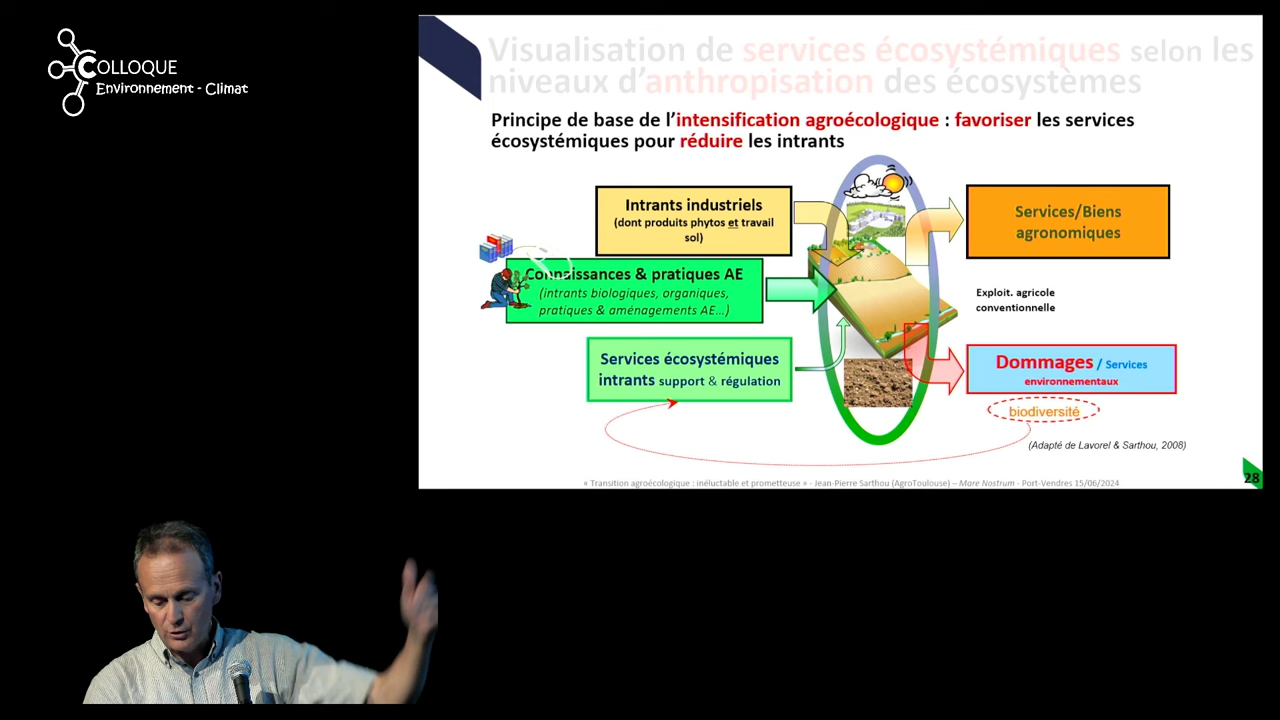 COLLOQUE
Environnement - Climat
Visualisation de services écosystémiques selon les
niveaux d'anthropisation des écosystèmes
Principe de base de l'intensification agroécologique : favoriser les services
écosystémiques pour réduire les intrants
Intrants industriels
(dont produits phytos et travail
sol)
Services/Biens
agronomiques
Connaissances & pratiques AE
(intrants biologiques, organiques,
pratiques & aménagements AE...)
Exploit. agricole
conventionnelle
Services écosystémiques
intrants support & régulation
Dommages / Services
environnementaux
biodiversité
(Adapté de Lavorel & Sarthou, 2008)
« Transition agroécologique : inéluctable et prometteuse » - Jean-Pierre Sarthou (AgroToulouse) – Mare Nostrum - Port-Vendres 15/06/2024
28